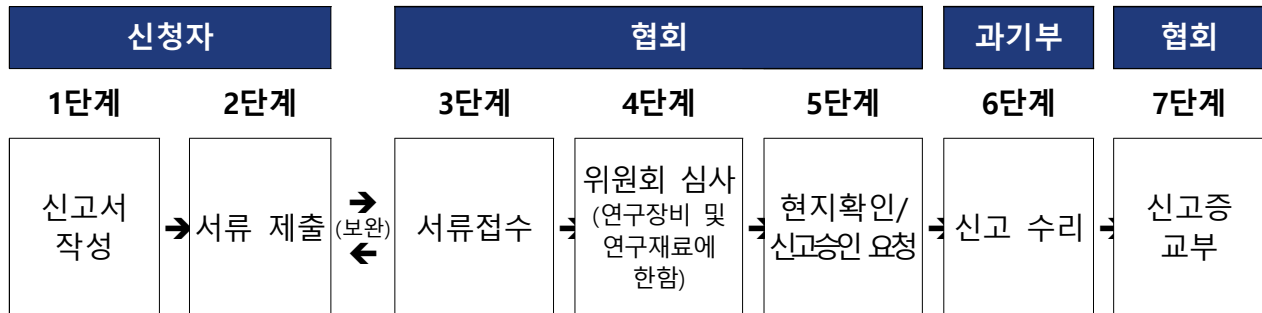 신청자 협회 과기부 협회
1단계 2단계 3단계 4단계 5단계 6단계 7단계
신고서
작성
서류 제출
(보완)
서류접수
위원회 심사
(연구장비 및
연구재료에
한함)
현지확인/
신고승인 요청
신고 수리
신고증
교부